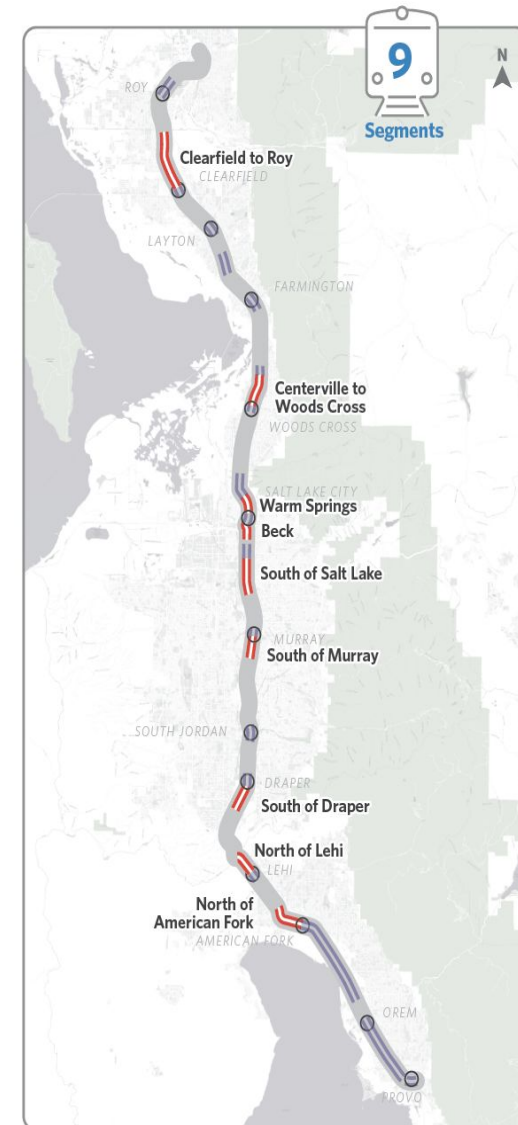 9
Segments
N
ROY
Clearfield to Roy
CLEARFIELD
LAYTON
FARMINGTON
Centerville to
Woods Cross
WOODS CROSS
SALT LAKE CITY
Warm Springs
Beck
South of Salt Lake
MURRAY
South of Murray
SOUTH JORDAN
DRAPER
South of Draper
North of Lehi
LEHI
North of
American Fork
AMERICAN FORK
OREM
PROVO